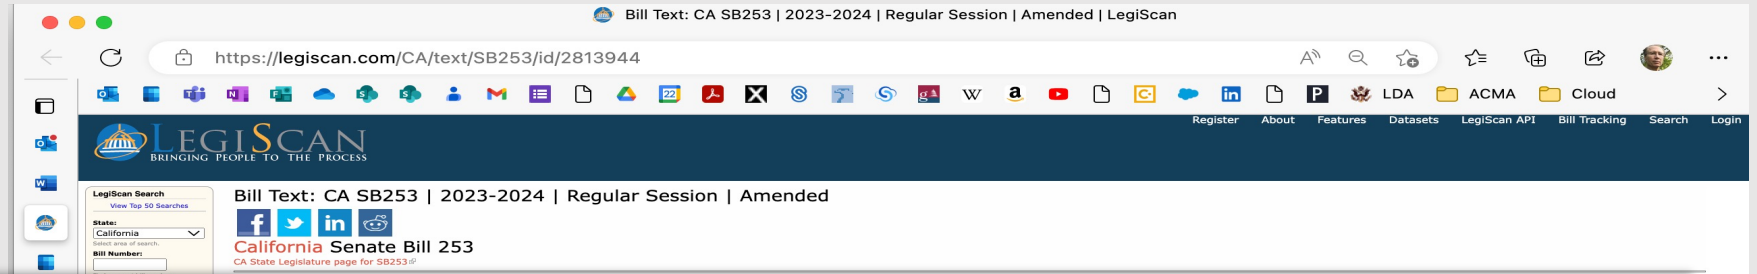 Bill Text: CA SB253 | 2023-2024 | Regular Session | Amended | LegiScan
https://legiscan.com/CA/text/SB253/id/2813944
LDA ACMA Cloud
Register About Features Datasets LegiScan API Bill Tracking Search Login
LEGISCAN
BRINGING PEOPLE TO THE PROCESS
LegiScan Search
View Top 50 Searches
State:
California
Select area of search.
Bill Number:
Bill Text: CA SB253 | 2023-2024 | Regular Session | Amended
California Senate Bill 253
CA State Legislature page for SB253